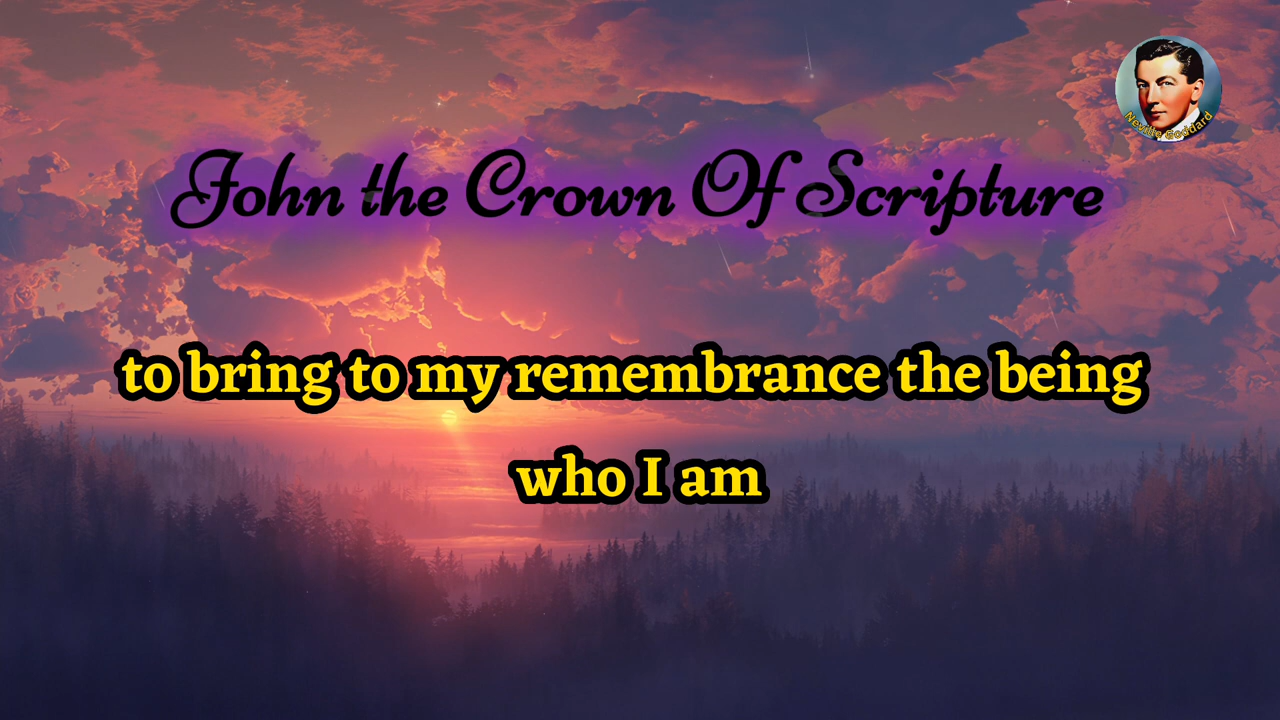 Neville Goddard
John the Crown Of Scripture
to bring to my remembrance the being
who I am